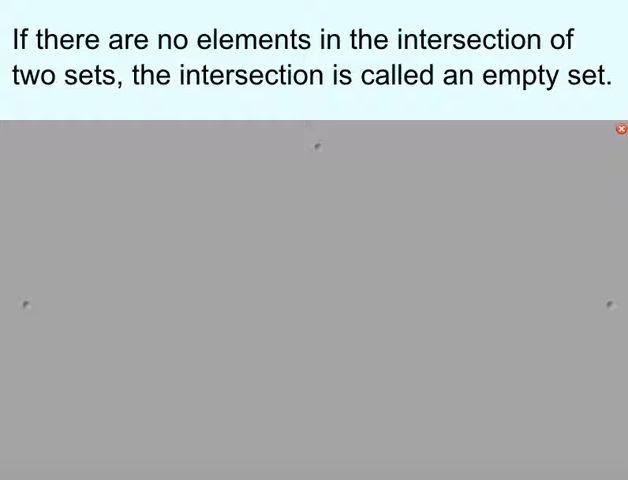 If there are no elements in the intersection of
two sets, the intersection is called an empty set.